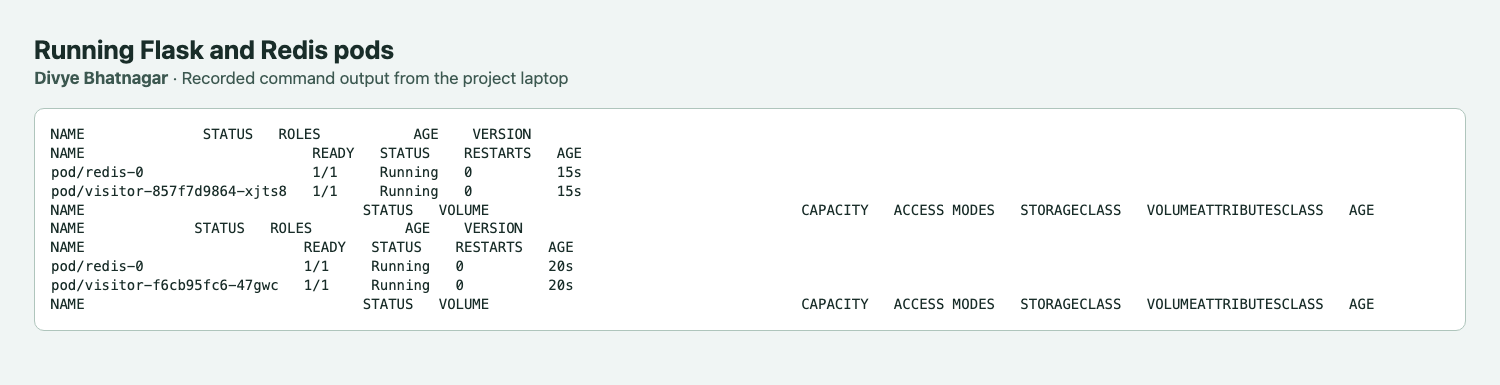 Running Flask and Redis pods
Divye Bhatnagar · Recorded command output from the project laptop
NAME              STATUS   ROLES           AGE    VERSION
NAME                           READY   STATUS    RESTARTS   AGE
pod/redis-0                    1/1     Running   0          15s
pod/visitor-857f7d9864-xjts8   1/1     Running   0          15s
NAME                                 STATUS   VOLUME                                     CAPACITY   ACCESS MODES   STORAGECLASS   VOLUMEATTRIBUTESCLASS   AGE
NAME             STATUS   ROLES           AGE    VERSION
NAME                          READY   STATUS    RESTARTS   AGE
pod/redis-0                   1/1     Running   0          20s
pod/visitor-f6cb95fc6-47gwc   1/1     Running   0          20s
NAME                                 STATUS   VOLUME                                     CAPACITY   ACCESS MODES   STORAGECLASS   VOLUMEATTRIBUTESCLASS   AGE